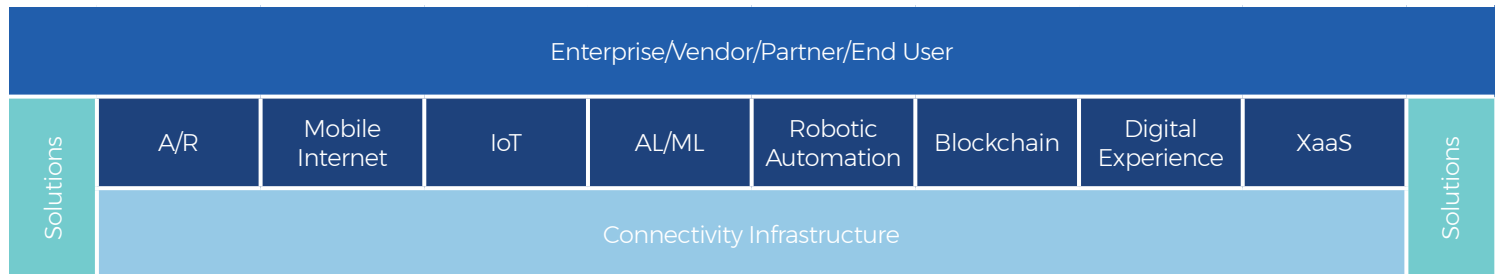 Enterprise/Vendor/Partner/End User
Solutions
A/R
Mobile
Internet
IoT
AL/ML
Robotic
Automation
Blockchain
Digital
Experience
XaaS
Solutions
Connectivity Infrastructure